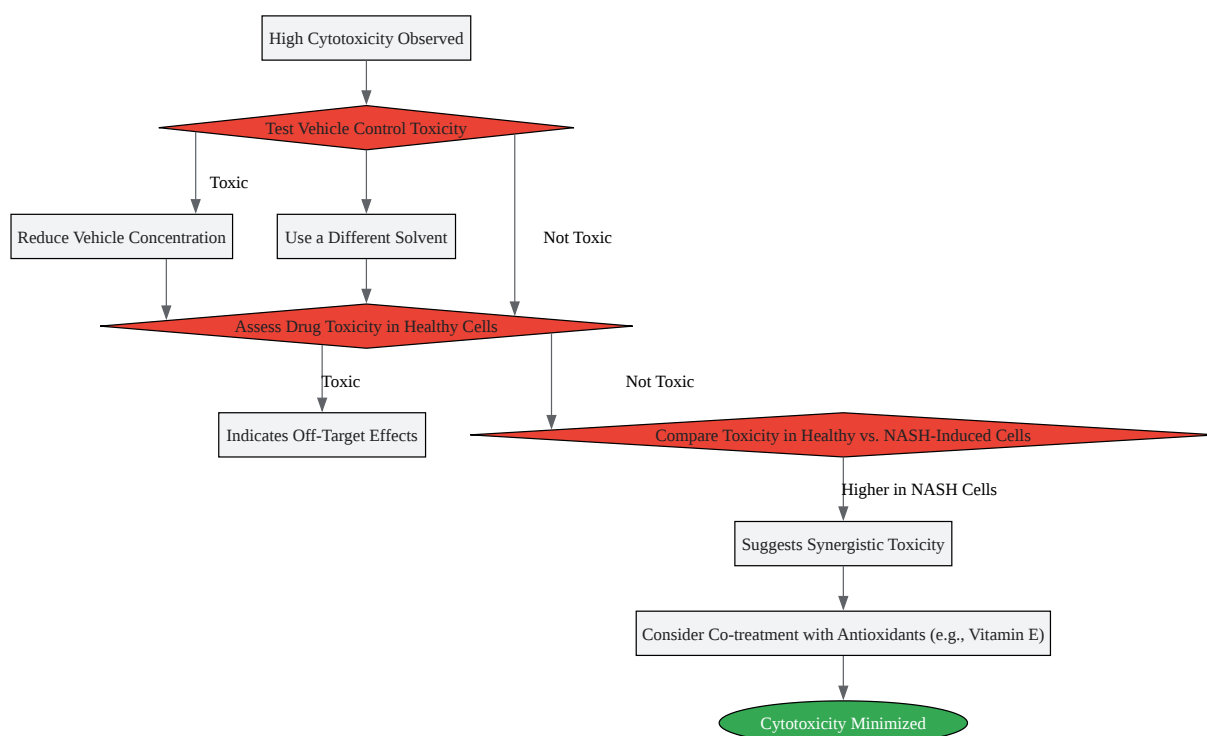 High Cytotoxicity Observed
Test Vehicle Control Toxicity
Toxic
Reduce Vehicle Concentration
Use a Different Solvent
Not Toxic
Assess Drug Toxicity in Healthy Cells
Toxic
Not Toxic
Indicates Off-Target Effects
Compare Toxicity in Healthy vs. NASH-Induced Cells
Higher in NASH Cells
Suggests Synergistic Toxicity
Consider Co-treatment with Antioxidants (e.g., Vitamin E)
Cytotoxicity Minimized